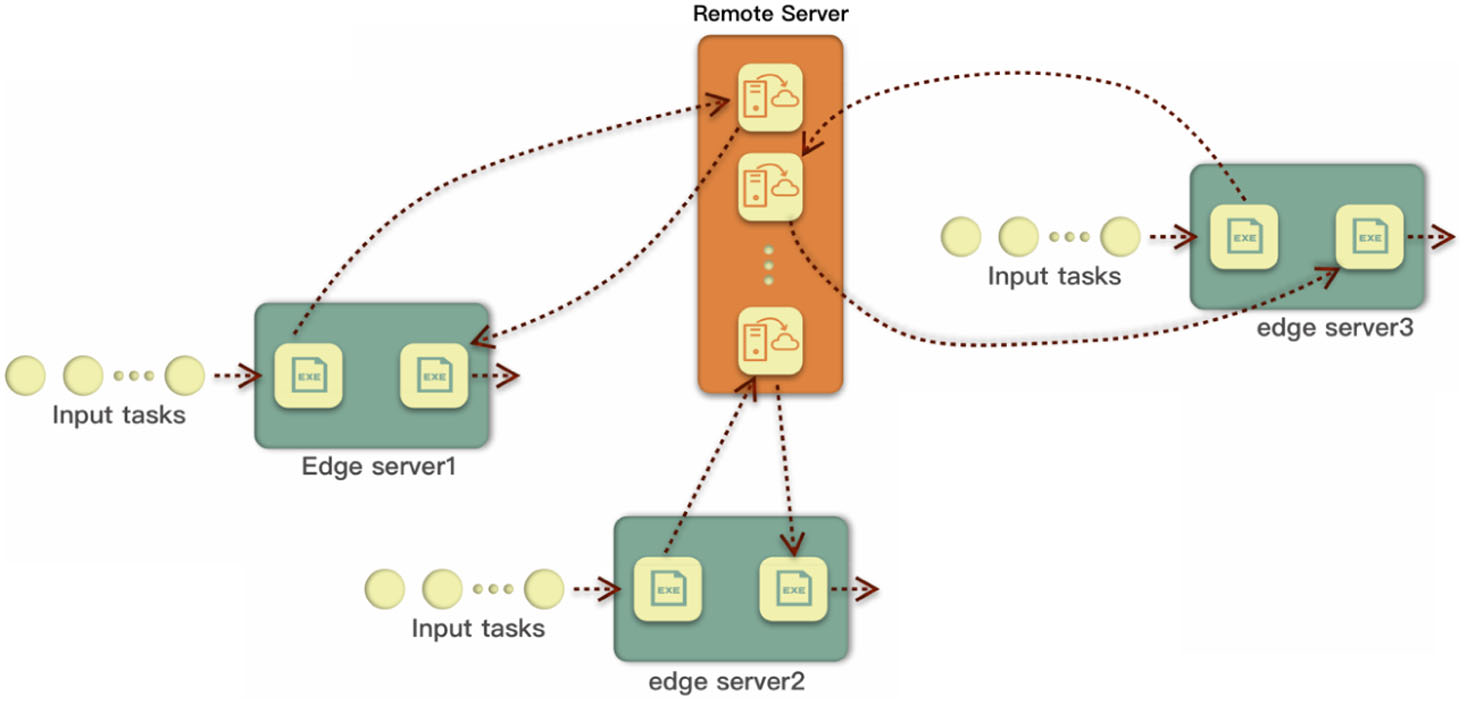 Remote Server
EXE
EXE
Input tasks
edge server3
EXE
EXE
Input tasks
Edge server1
EXE
EXE
Input tasks
edge server2